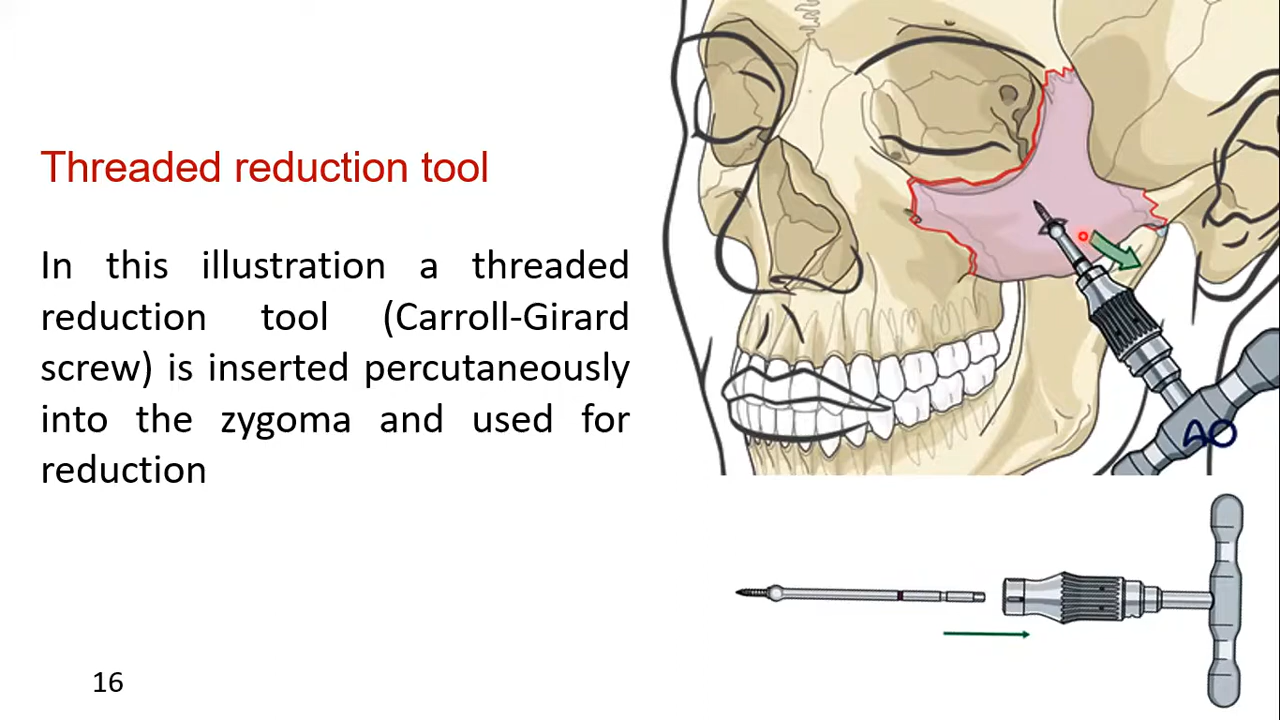 Threaded reduction tool
In this illustration a threaded
reduction tool (Carroll-Girard
screw) is inserted percutaneously
into the zygoma and used for
reduction
AO
16